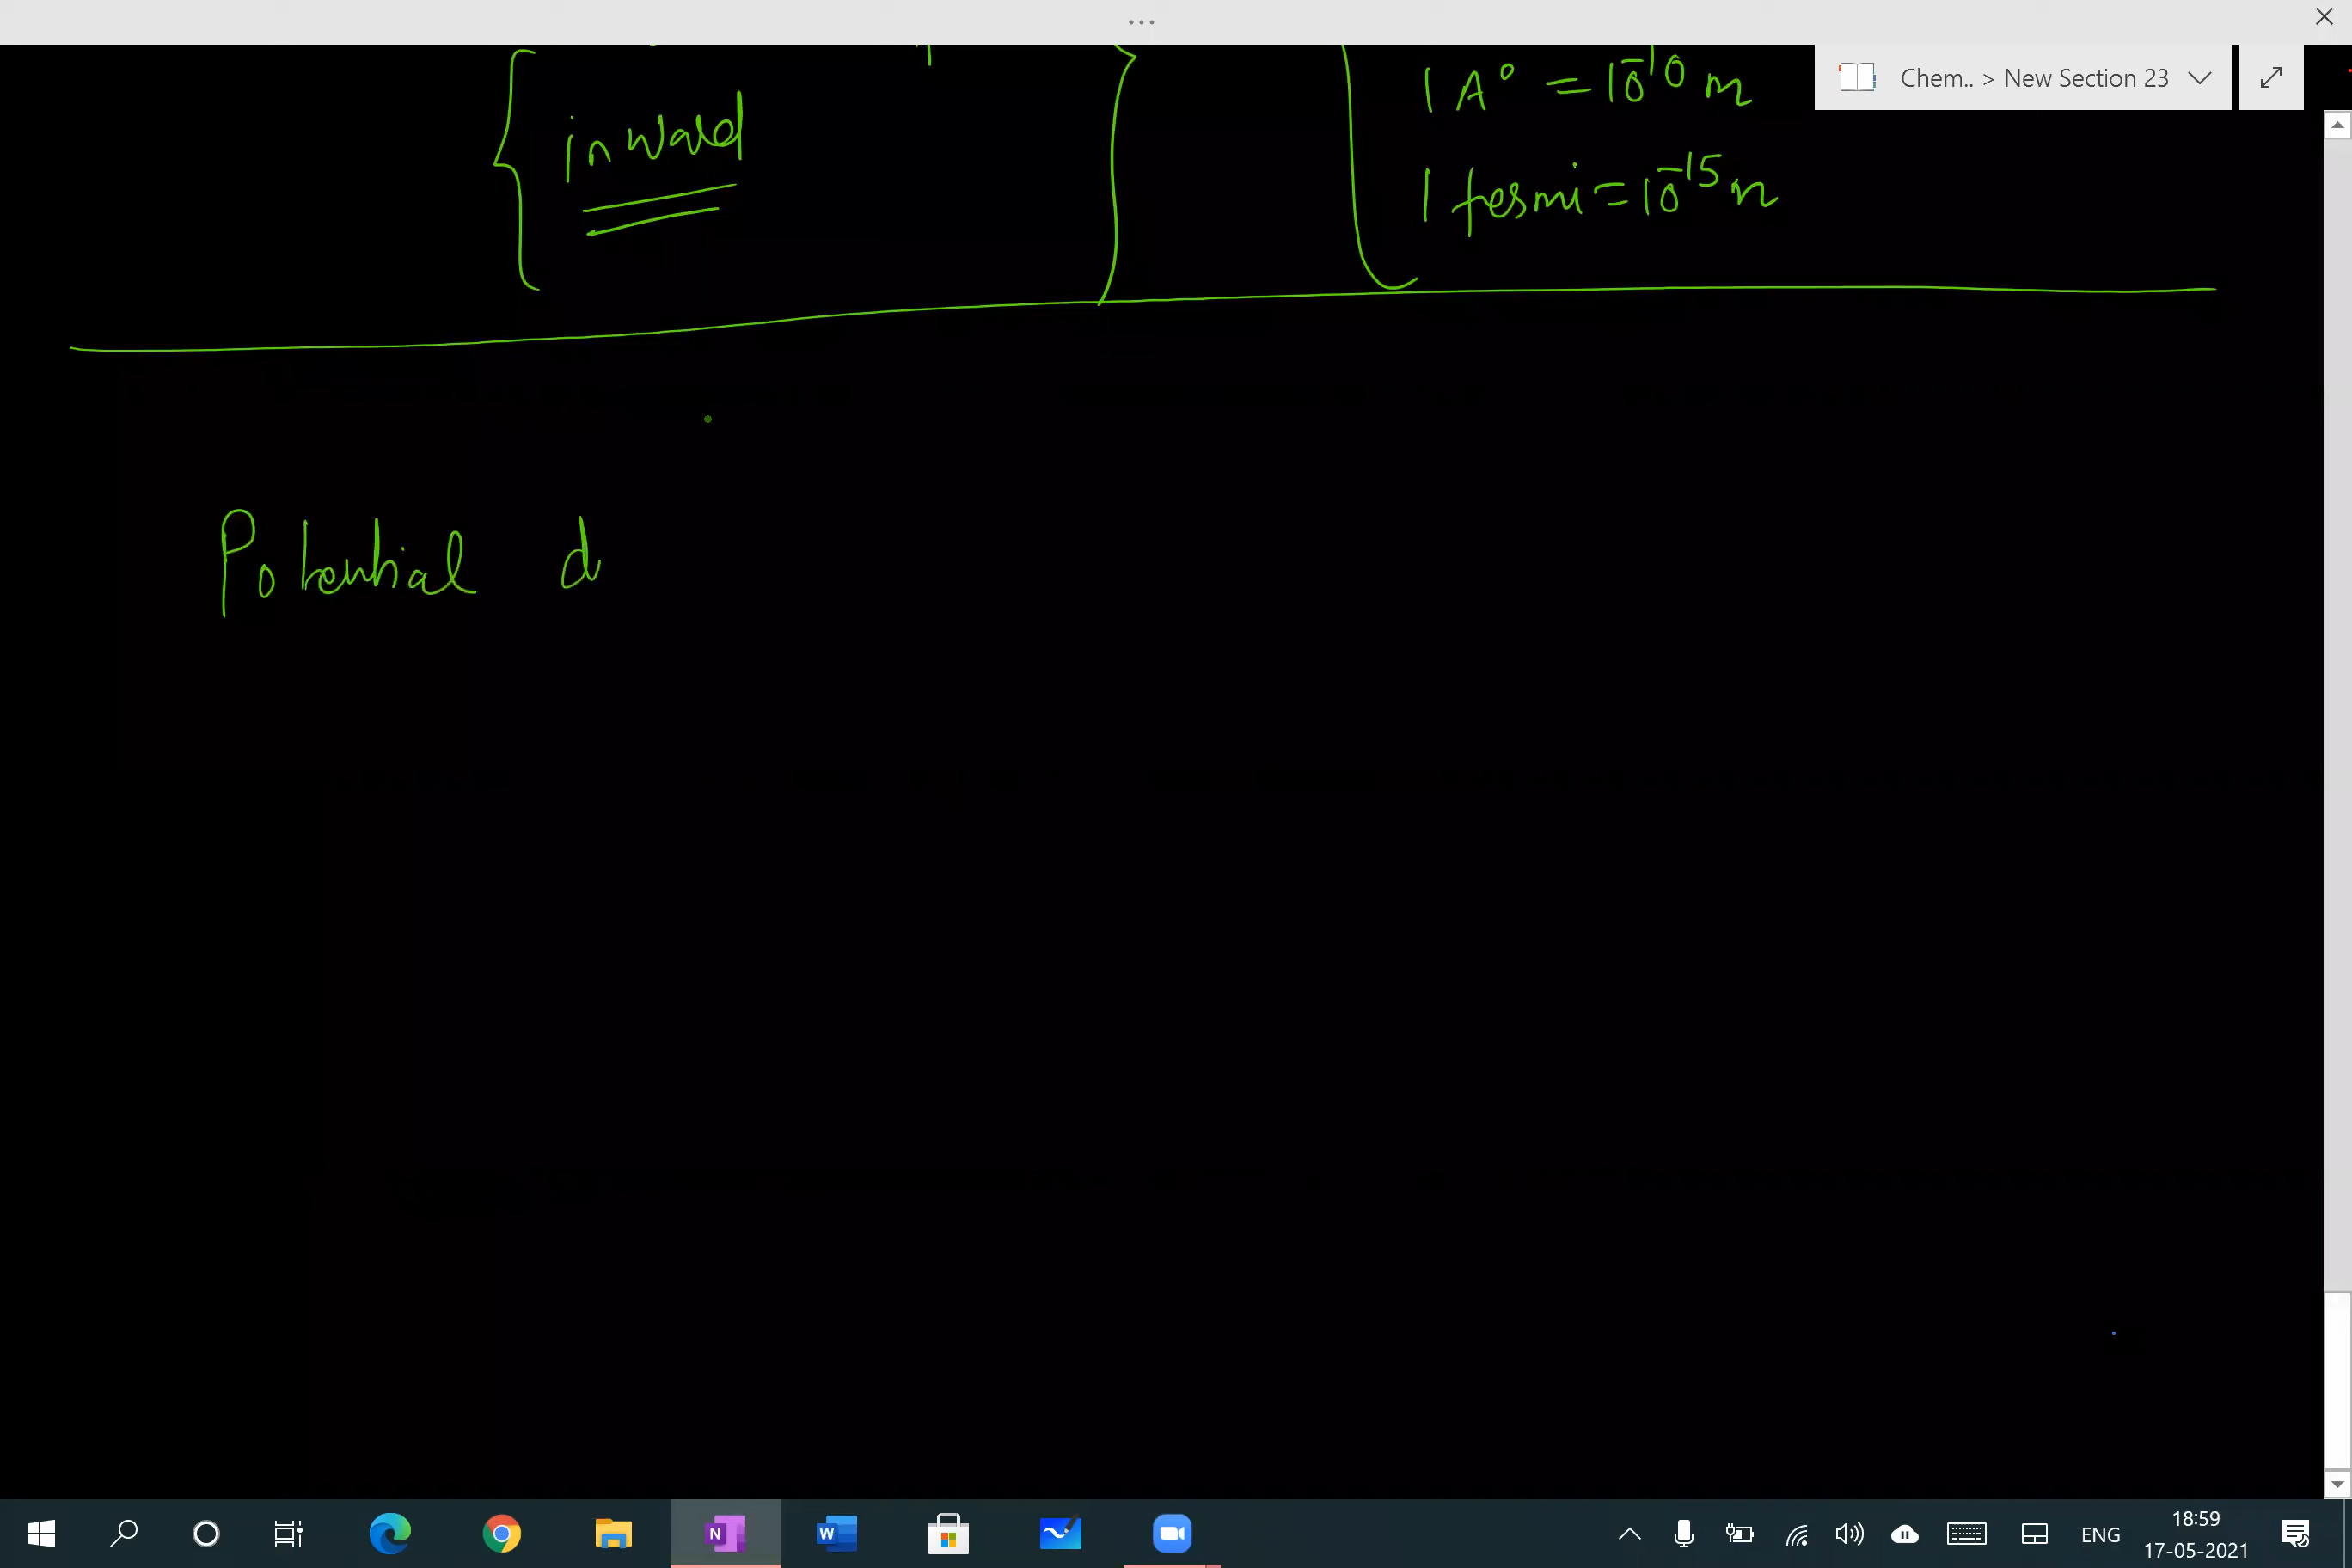 ...
Chem.. > New Section 23
1 A° = 10⁻¹⁰ m
inward
1 fermi = 10⁻¹⁵ m
Potential d
N
W
ENG
18:59
17-05-2021